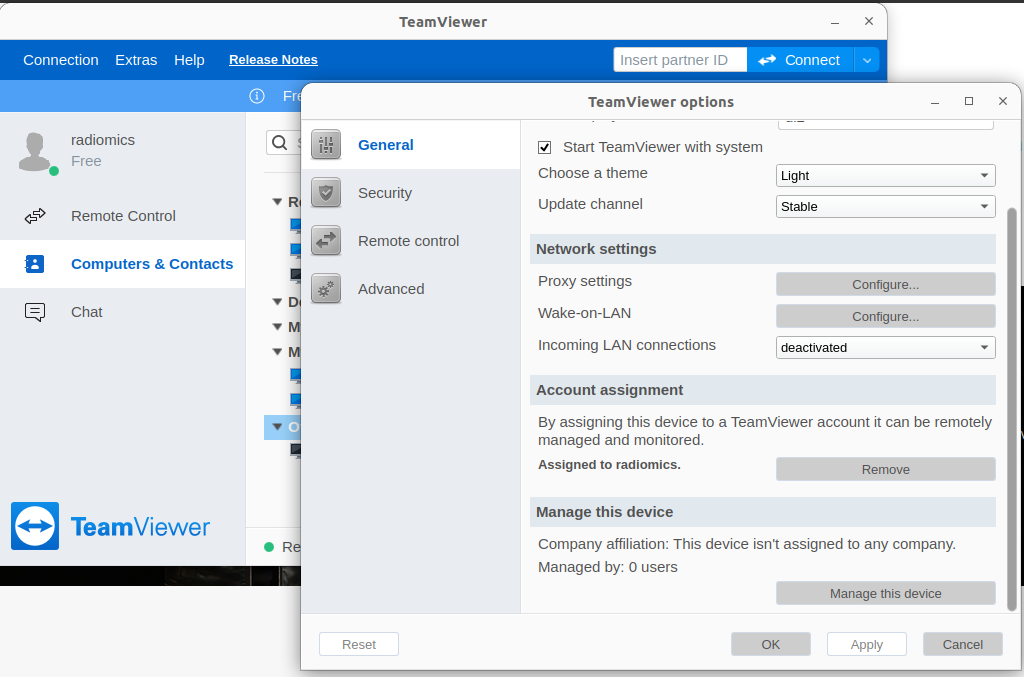 TeamViewer
Connection Extras Help Release Notes
Insert partner ID Connect
TeamViewer options
radiomics
Free
Remote Control
Computers & Contacts
Chat
TeamViewer
General
Security
Remote control
Advanced
Start TeamViewer with system
Choose a theme Light
Update channel Stable
Network settings
Proxy settings Configure...
Wake-on-LAN Configure...
Incoming LAN connections deactivated
Account assignment
By assigning this device to a TeamViewer account it can be remotely
managed and monitored.
Assigned to radiomics. Remove
Manage this device
Company affiliation: This device isn't assigned to any company.
Managed by: 0 users
Manage this device
Reset OK Apply Cancel